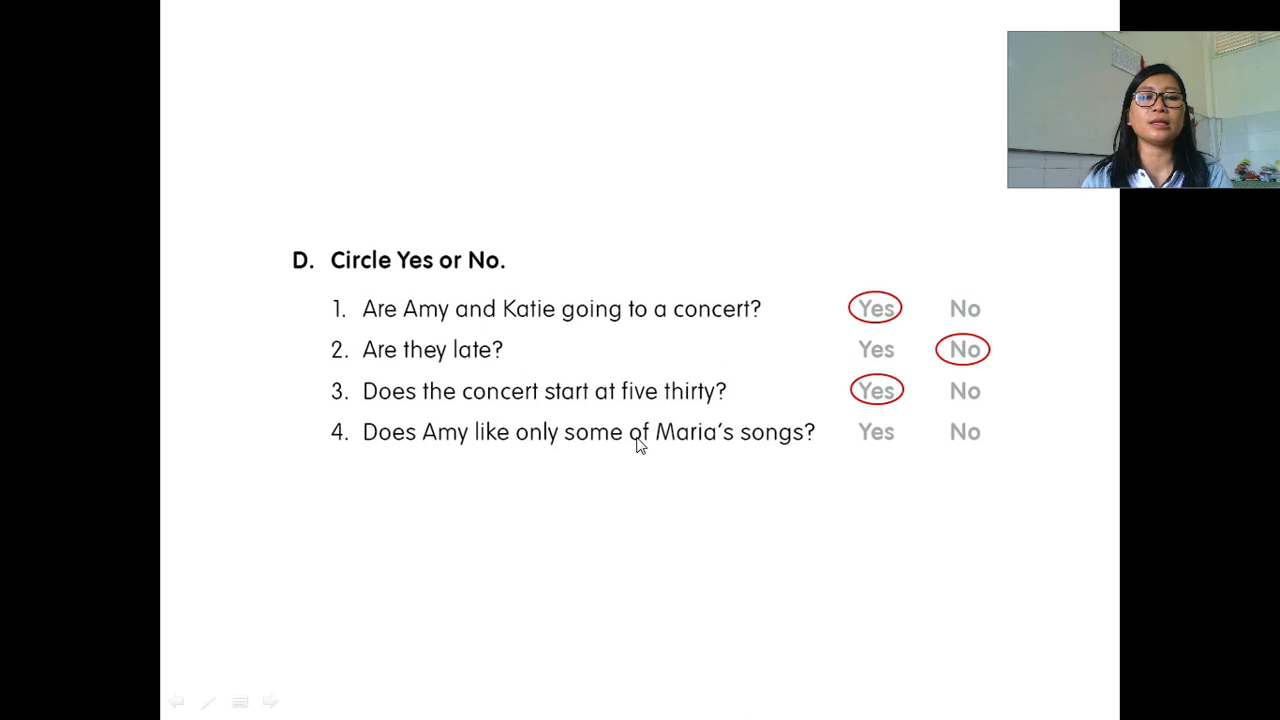 D. Circle Yes or No.
1. Are Amy and Katie going to a concert? Yes No
2. Are they late? Yes No
3. Does the concert start at five thirty? Yes No
4. Does Amy like only some of Maria's songs? Yes No